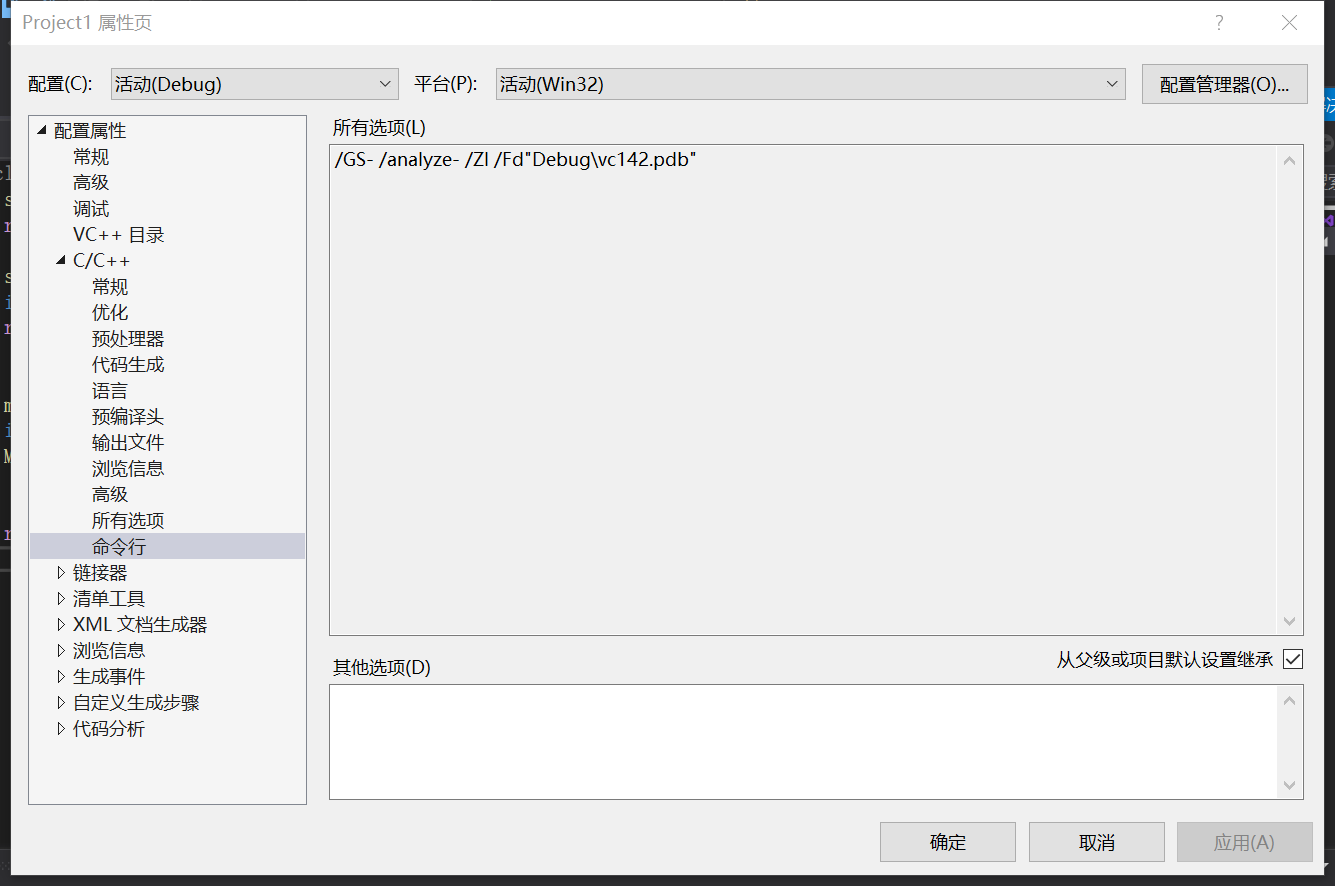 Project1 属性页
?
配置(C):
活动(Debug)
平台(P):
活动(Win32)
配置管理器(O)...
配置属性
常规
高级
调试
VC++ 目录
C/C++
常规
优化
预处理器
代码生成
语言
预编译头
输出文件
浏览信息
高级
所有选项
命令行
链接器
清单工具
XML 文档生成器
浏览信息
生成事件
自定义生成步骤
代码分析
所有选项(L)
/GS- /analyze- /ZI /Fd"Debug\vc142.pdb"
从父级或项目默认设置继承
其他选项(D)
确定
取消
应用(A)